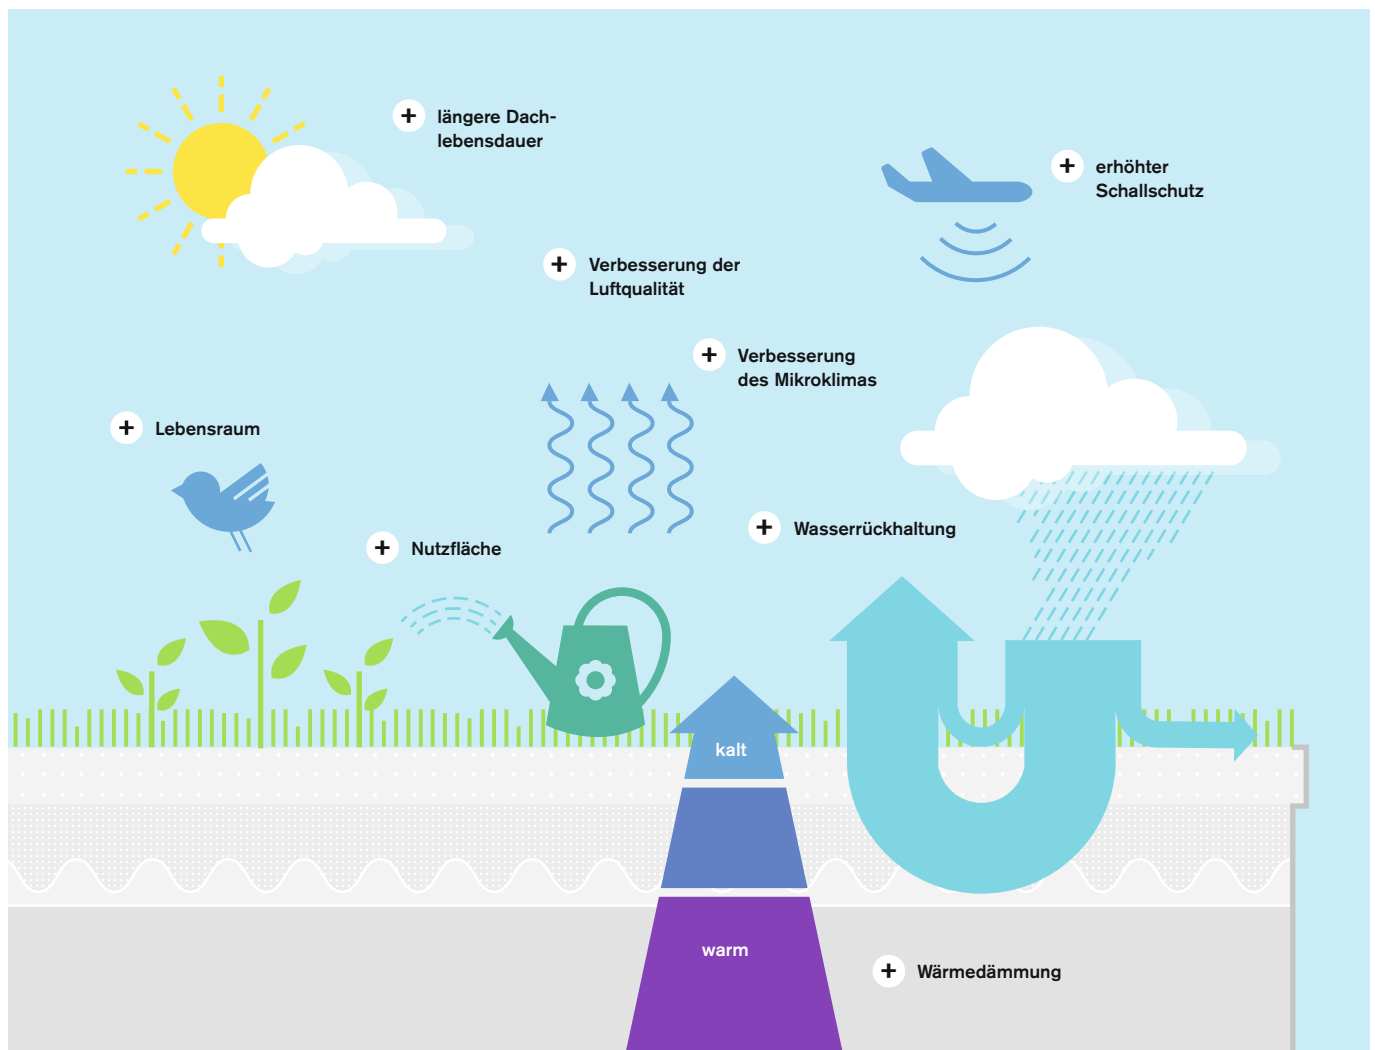 + längere Dach-
lebensdauer
+ erhöhter
Schallschutz
+ Verbesserung der
Luftqualität
+ Verbesserung
des Mikroklimas
+ Lebensraum
+ Wasserrückhaltung
+ Nutzfläche
kalt
warm
+ Wärmedämmung